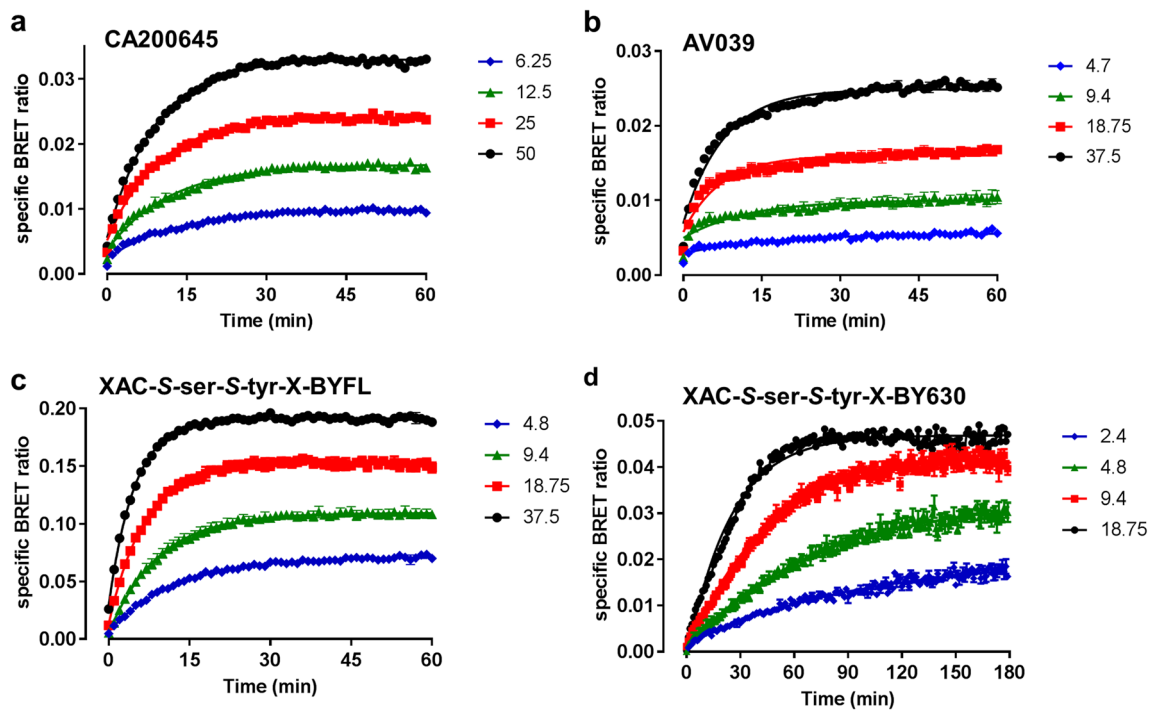 a
CA200645
specific BRET ratio
0.03
0.02
0.01
0.00
0 15 30 45 60
Time (min)
6.25
12.5
25
50
b
AV039
specific BRET ratio
0.03
0.02
0.01
0.00
0 15 30 45 60
Time (min)
4.7
9.4
18.75
37.5
c
XAC-S-ser-S-tyr-X-BYFL
specific BRET ratio
0.20
0.15
0.10
0.05
0.00
0 15 30 45 60
Time (min)
4.8
9.4
18.75
37.5
d
XAC-S-ser-S-tyr-X-BY630
specific BRET ratio
0.05
0.04
0.03
0.02
0.01
0.00
0 30 60 90 120 150 180
Time (min)
2.4
4.8
9.4
18.75